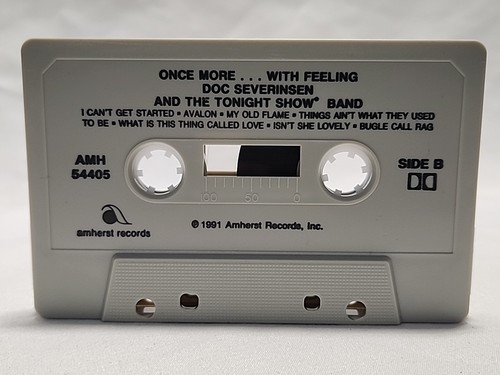 ONCE MORE . . . WITH FEELING
DOC SEVERINSEN
AND THE TONIGHT SHOW® BAND
I CAN'T GET STARTED ▪ AVALON ▪ MY OLD FLAME ▪ THINGS AIN'T WHAT THEY USED
TO BE ▪ WHAT IS THIS THING CALLED LOVE ▪ ISN'T SHE LOVELY ▪ BUGLE CALL RAG
AMH
54405
SIDE B
100 50 0
amherst records
© 1991 Amherst Records, Inc.